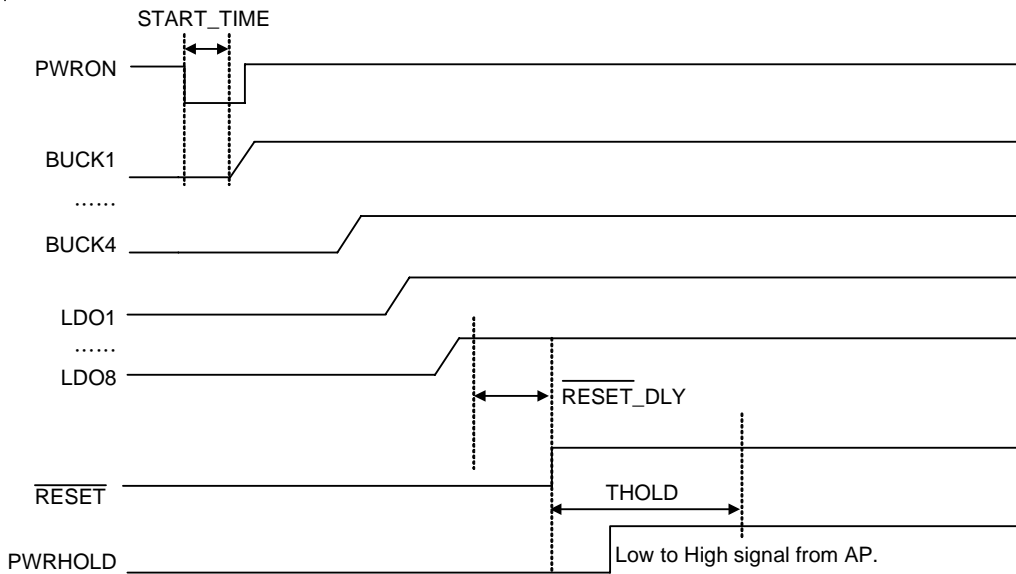 START_TIME
PWRON
BUCK1
......
BUCK4
LDO1
......
LDO8
RESET_DLY
RESET
THOLD
PWRHOLD
Low to High signal from AP.